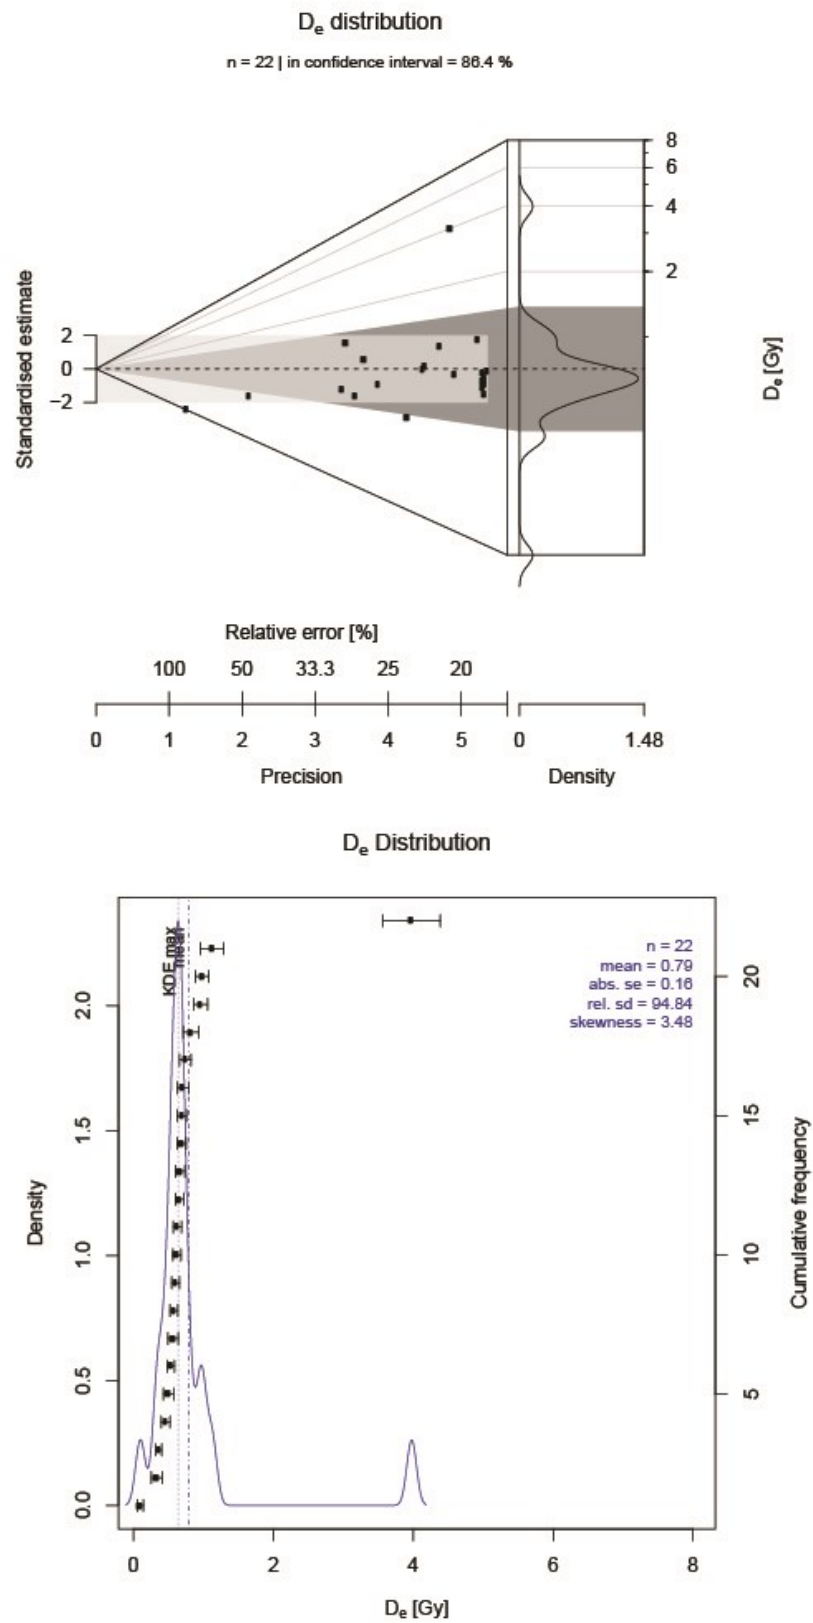 De distribution
n = 22 | in confidence interval = 86.4 %
Standardised estimate
2
0
−2
8
6
4
2
De [Gy]
Relative error [%]
100 50 33.3 25 20
0 1 2 3 4 5 0 1.48
Precision Density
De Distribution
KDE max
mean
n = 22
mean = 0.79
abs. se = 0.16
rel. sd = 94.84
skewness = 3.48
Density
0.0 0.5 1.0 1.5 2.0
Cumulative frequency
5 10 15 20
0 2 4 6 8
De [Gy]